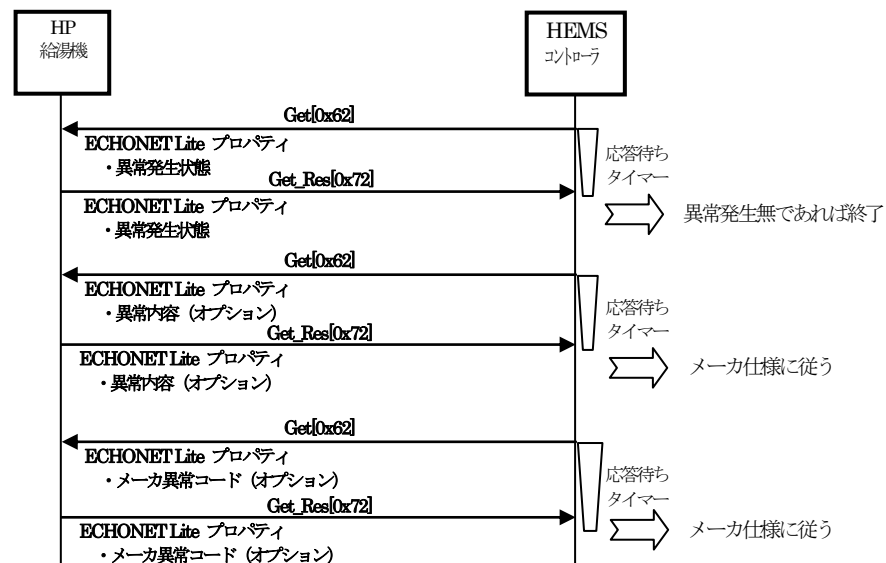 HP
給湯機
HEMS
コントローラ
Get[0x62]
ECHONET Lite プロパティ
・異常発生状態
応答待ち
タイマー
Get_Res[0x72]
ECHONET Lite プロパティ
・異常発生状態
異常発生無であれば終了
Get[0x62]
ECHONET Lite プロパティ
・異常内容（オプション）
応答待ち
タイマー
Get_Res[0x72]
ECHONET Lite プロパティ
・異常内容（オプション）
メーカ仕様に従う
Get[0x62]
ECHONET Lite プロパティ
・メーカ異常コード（オプション）
応答待ち
タイマー
Get_Res[0x72]
ECHONET Lite プロパティ
・メーカ異常コード（オプション）
メーカ仕様に従う